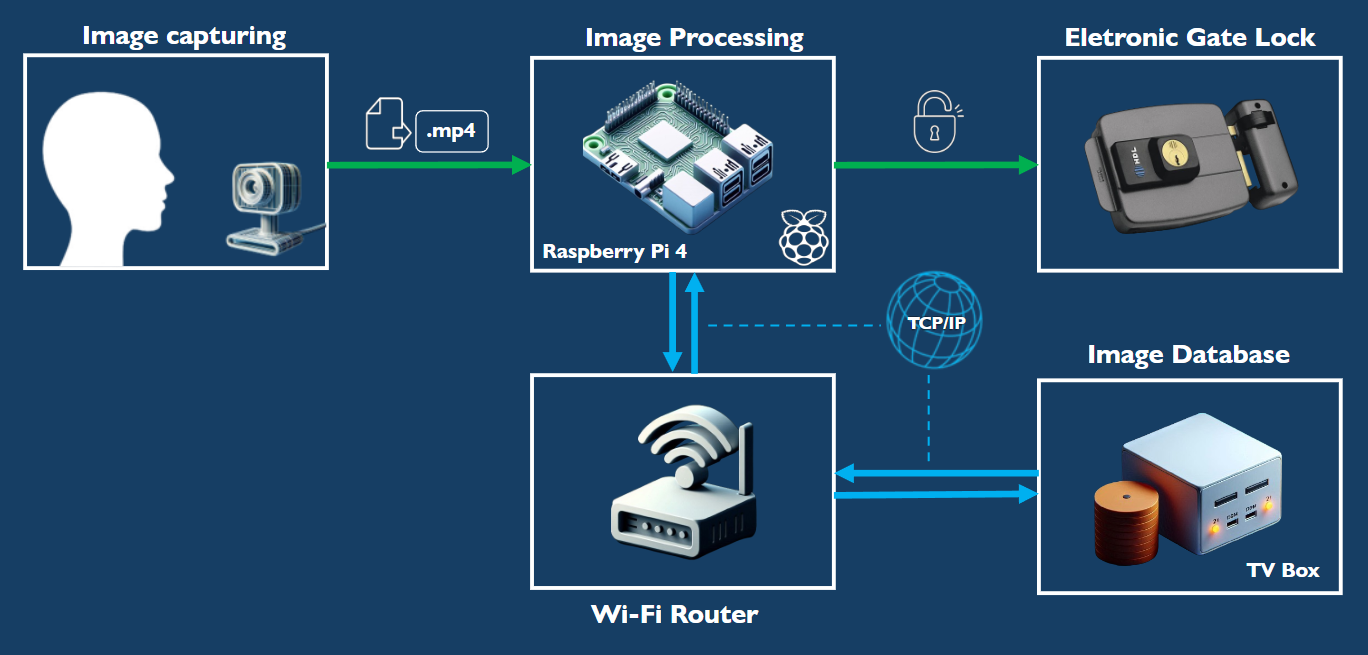 Image capturing
Image Processing
Eletronic Gate Lock
.mp4
HDL
Raspberry Pi 4
TCP/IP
Image Database
TV Box
Wi-Fi Router